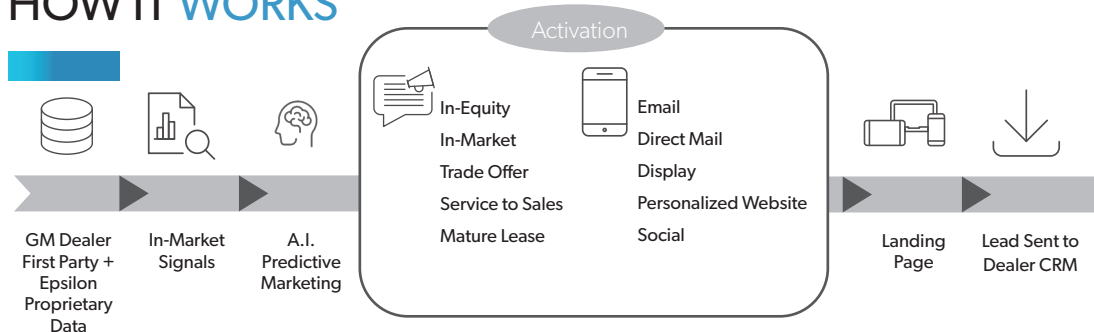 HOW IT WORKS
Activation
In-Equity
In-Market
Trade Offer
Service to Sales
Mature Lease
Email
Direct Mail
Display
Personalized Website
Social
GM Dealer
First Party +
Epsilon
Proprietary
Data
In-Market
Signals
A.I.
Predictive
Marketing
Landing
Page
Lead Sent to
Dealer CRM